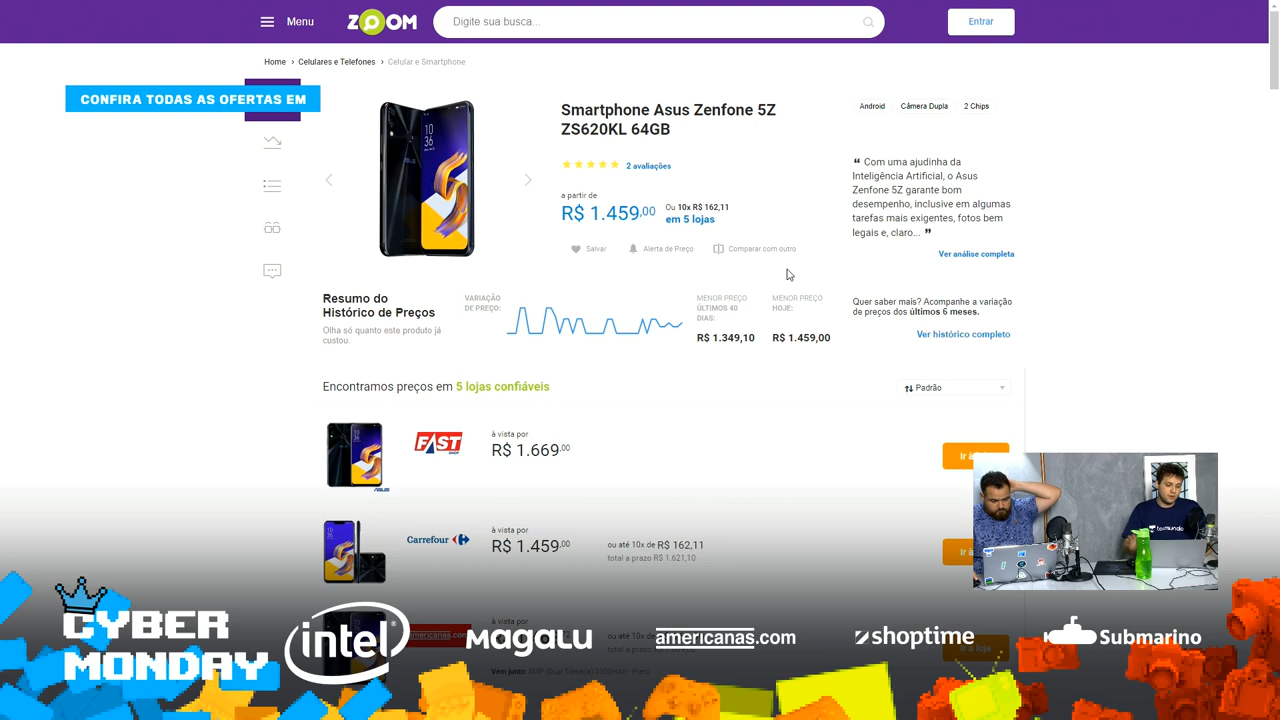 Menu
ZOOM
Digite sua busca...
Entrar
Home › Celulares e Telefones › Celular e Smartphone
CONFIRA TODAS AS OFERTAS EM
Smartphone Asus Zenfone 5Z
ZS620KL 64GB
2 avaliações
a partir de
R$ 1.459,00
Ou 10x R$ 162,11
em 5 lojas
Salvar
Alerta de Preço
Comparar com outro
Android
Câmera Dupla
2 Chips
❝ Com uma ajudinha da
Inteligência Artificial, o Asus
Zenfone 5Z garante bom
desempenho, inclusive em algumas
tarefas mais exigentes, fotos bem
legais e, claro... ❞
Ver análise completa
Resumo do
Histórico de Preços
Olha só quanto este produto já
custou.
VARIAÇÃO
DE PREÇO:
MENOR PREÇO
ÚLTIMOS 40
DIAS:
R$ 1.349,10
MENOR PREÇO
HOJE:
R$ 1.459,00
Quer saber mais? Acompanhe a variação
de preços dos últimos 6 meses.
Ver histórico completo
Encontramos preços em 5 lojas confiáveis
Padrão
FAST
à vista por
R$ 1.669,00
Carrefour
à vista por
R$ 1.459,00
ou até 10x de R$ 162,11
total a prazo R$ 1.621,10
tecmundo
à vista por
CYBER
MONDAY
intel
MAGALU
americanas.com
shoptime
Submarino